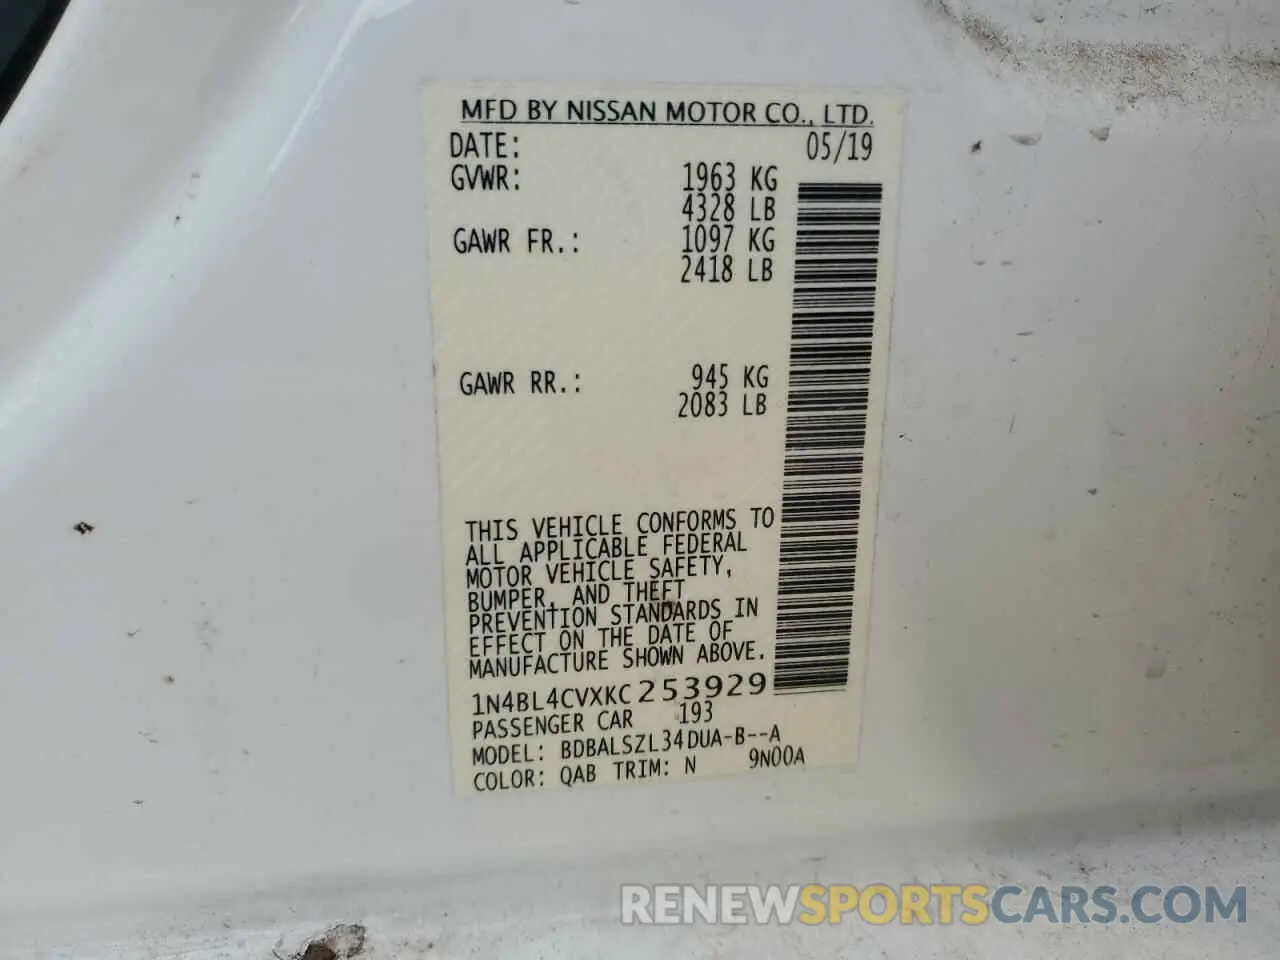 MFD BY NISSAN MOTOR CO., LTD.
DATE: 05/19
GVWR: 1963 KG
4328 LB
GAWR FR.: 1097 KG
2418 LB
GAWR RR.: 945 KG
2083 LB
THIS VEHICLE CONFORMS TO
ALL APPLICABLE FEDERAL
MOTOR VEHICLE SAFETY,
BUMPER, AND THEFT
PREVENTION STANDARDS IN
EFFECT ON THE DATE OF
MANUFACTURE SHOWN ABOVE.
1N4BL4CVXKC253929
PASSENGER CAR 193
MODEL: BDBALSZL34DUA-B--A
COLOR: QAB TRIM: N 9N00A
RENEWSPORTSCARS.COM